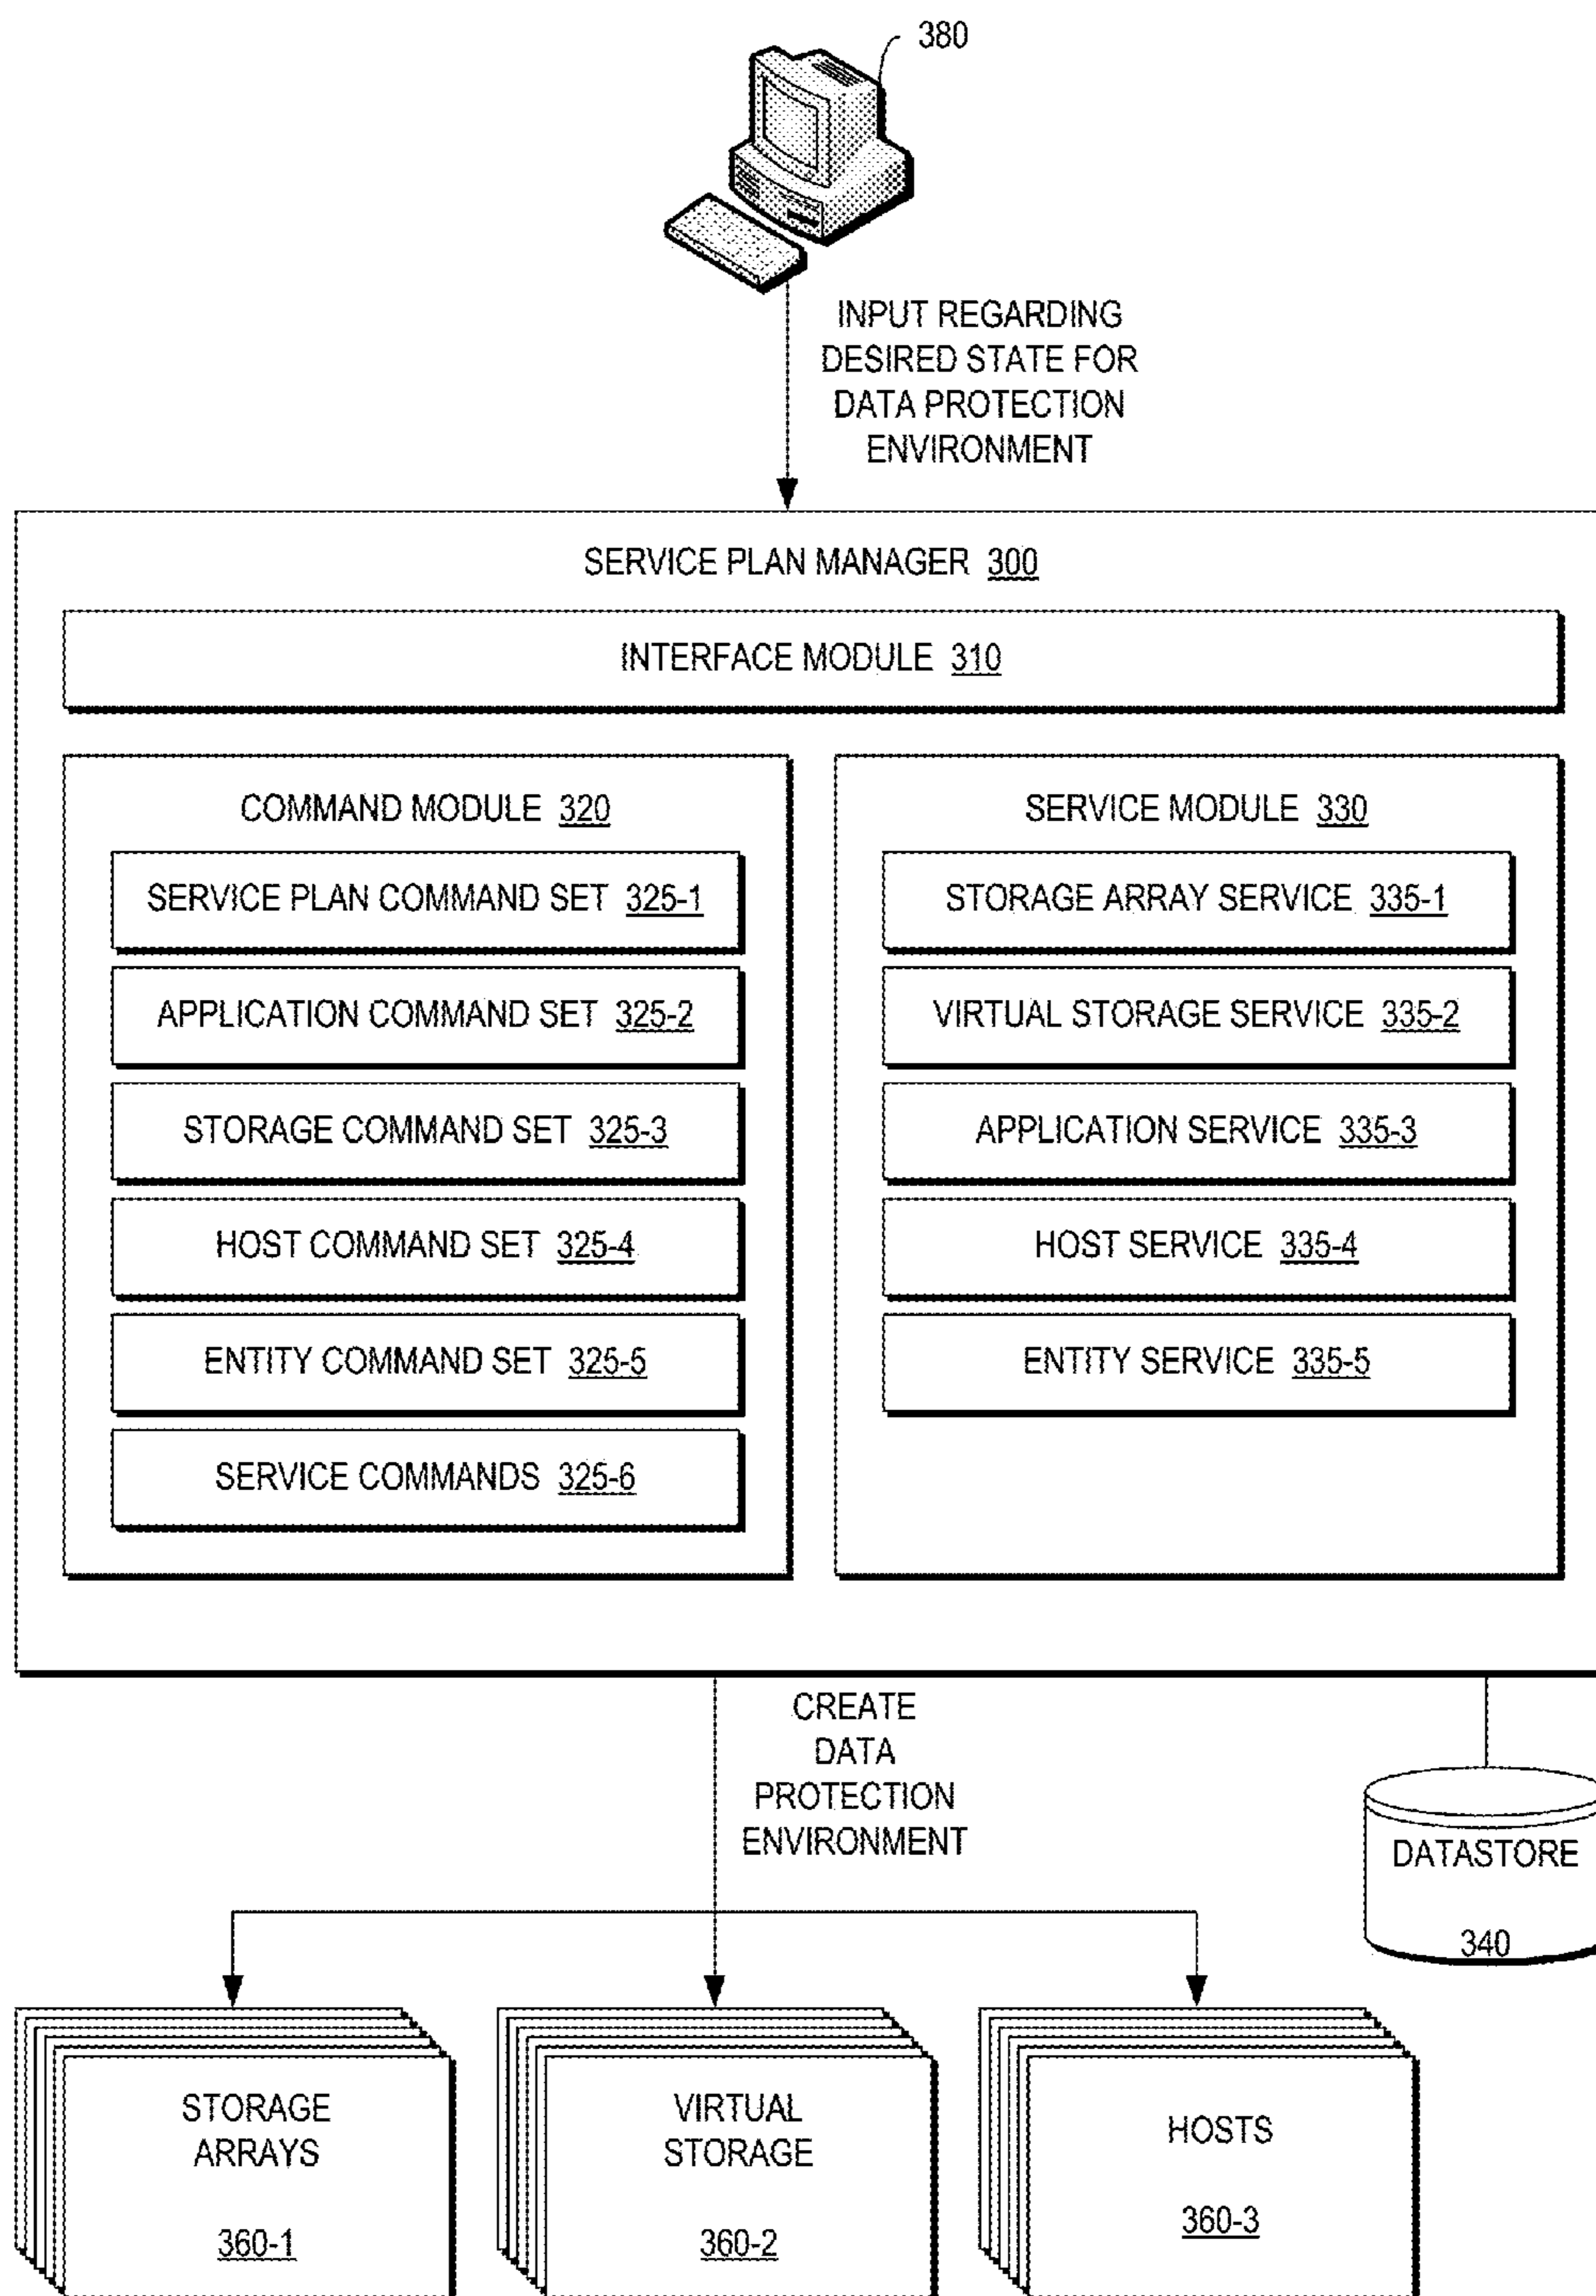 380
INPUT REGARDING
DESIRED STATE FOR
DATA PROTECTION
ENVIRONMENT
SERVICE PLAN MANAGER 300
INTERFACE MODULE 310
COMMAND MODULE 320
SERVICE PLAN COMMAND SET 325-1
APPLICATION COMMAND SET 325-2
STORAGE COMMAND SET 325-3
HOST COMMAND SET 325-4
ENTITY COMMAND SET 325-5
SERVICE COMMANDS 325-6
SERVICE MODULE 330
STORAGE ARRAY SERVICE 335-1
VIRTUAL STORAGE SERVICE 335-2
APPLICATION SERVICE 335-3
HOST SERVICE 335-4
ENTITY SERVICE 335-5
CREATE
DATA
PROTECTION
ENVIRONMENT
DATASTORE
340
STORAGE
ARRAYS
360-1
VIRTUAL
STORAGE
360-2
HOSTS
360-3